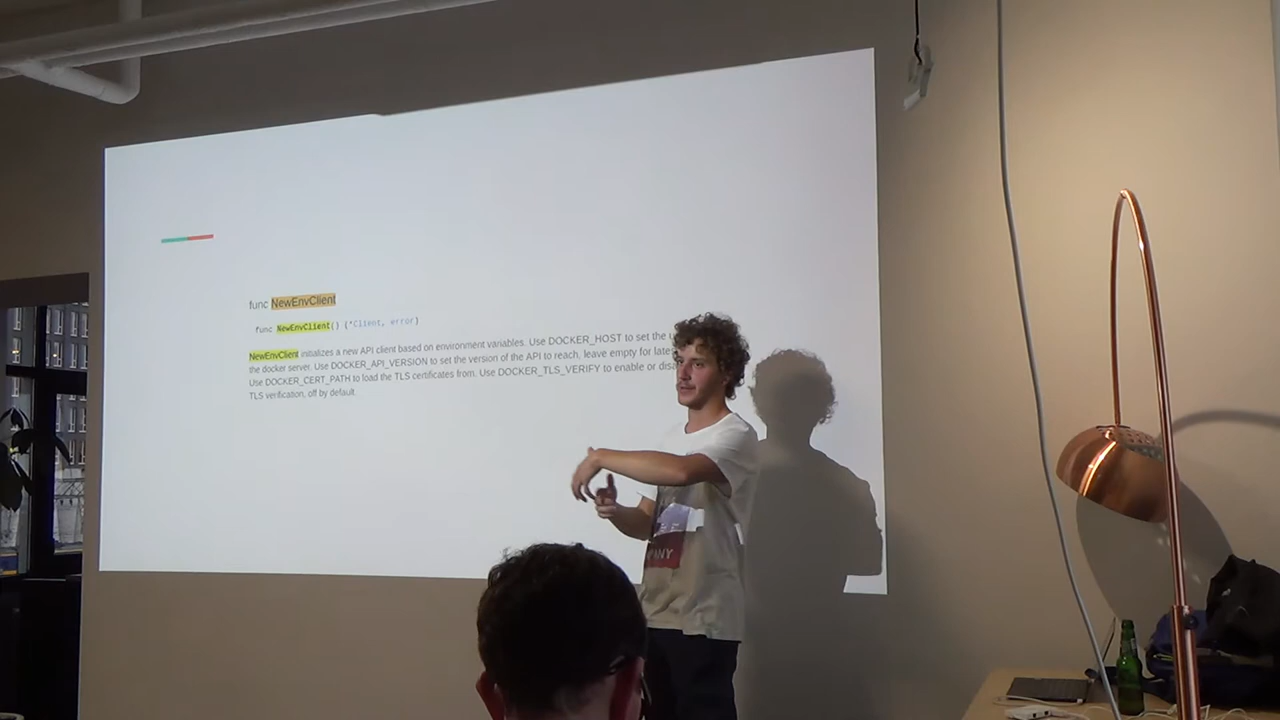 func NewEnvClient
func NewEnvClient() (*Client, error)
NewEnvClient initializes a new API client based on environment variables. Use DOCKER_HOST to set the
the docker server. Use DOCKER_API_VERSION to set the version of the API to reach, leave empty for
Use DOCKER_CERT_PATH to load the TLS certificates from. Use DOCKER_TLS_VERIFY to enable or
TLS verification, off by default.